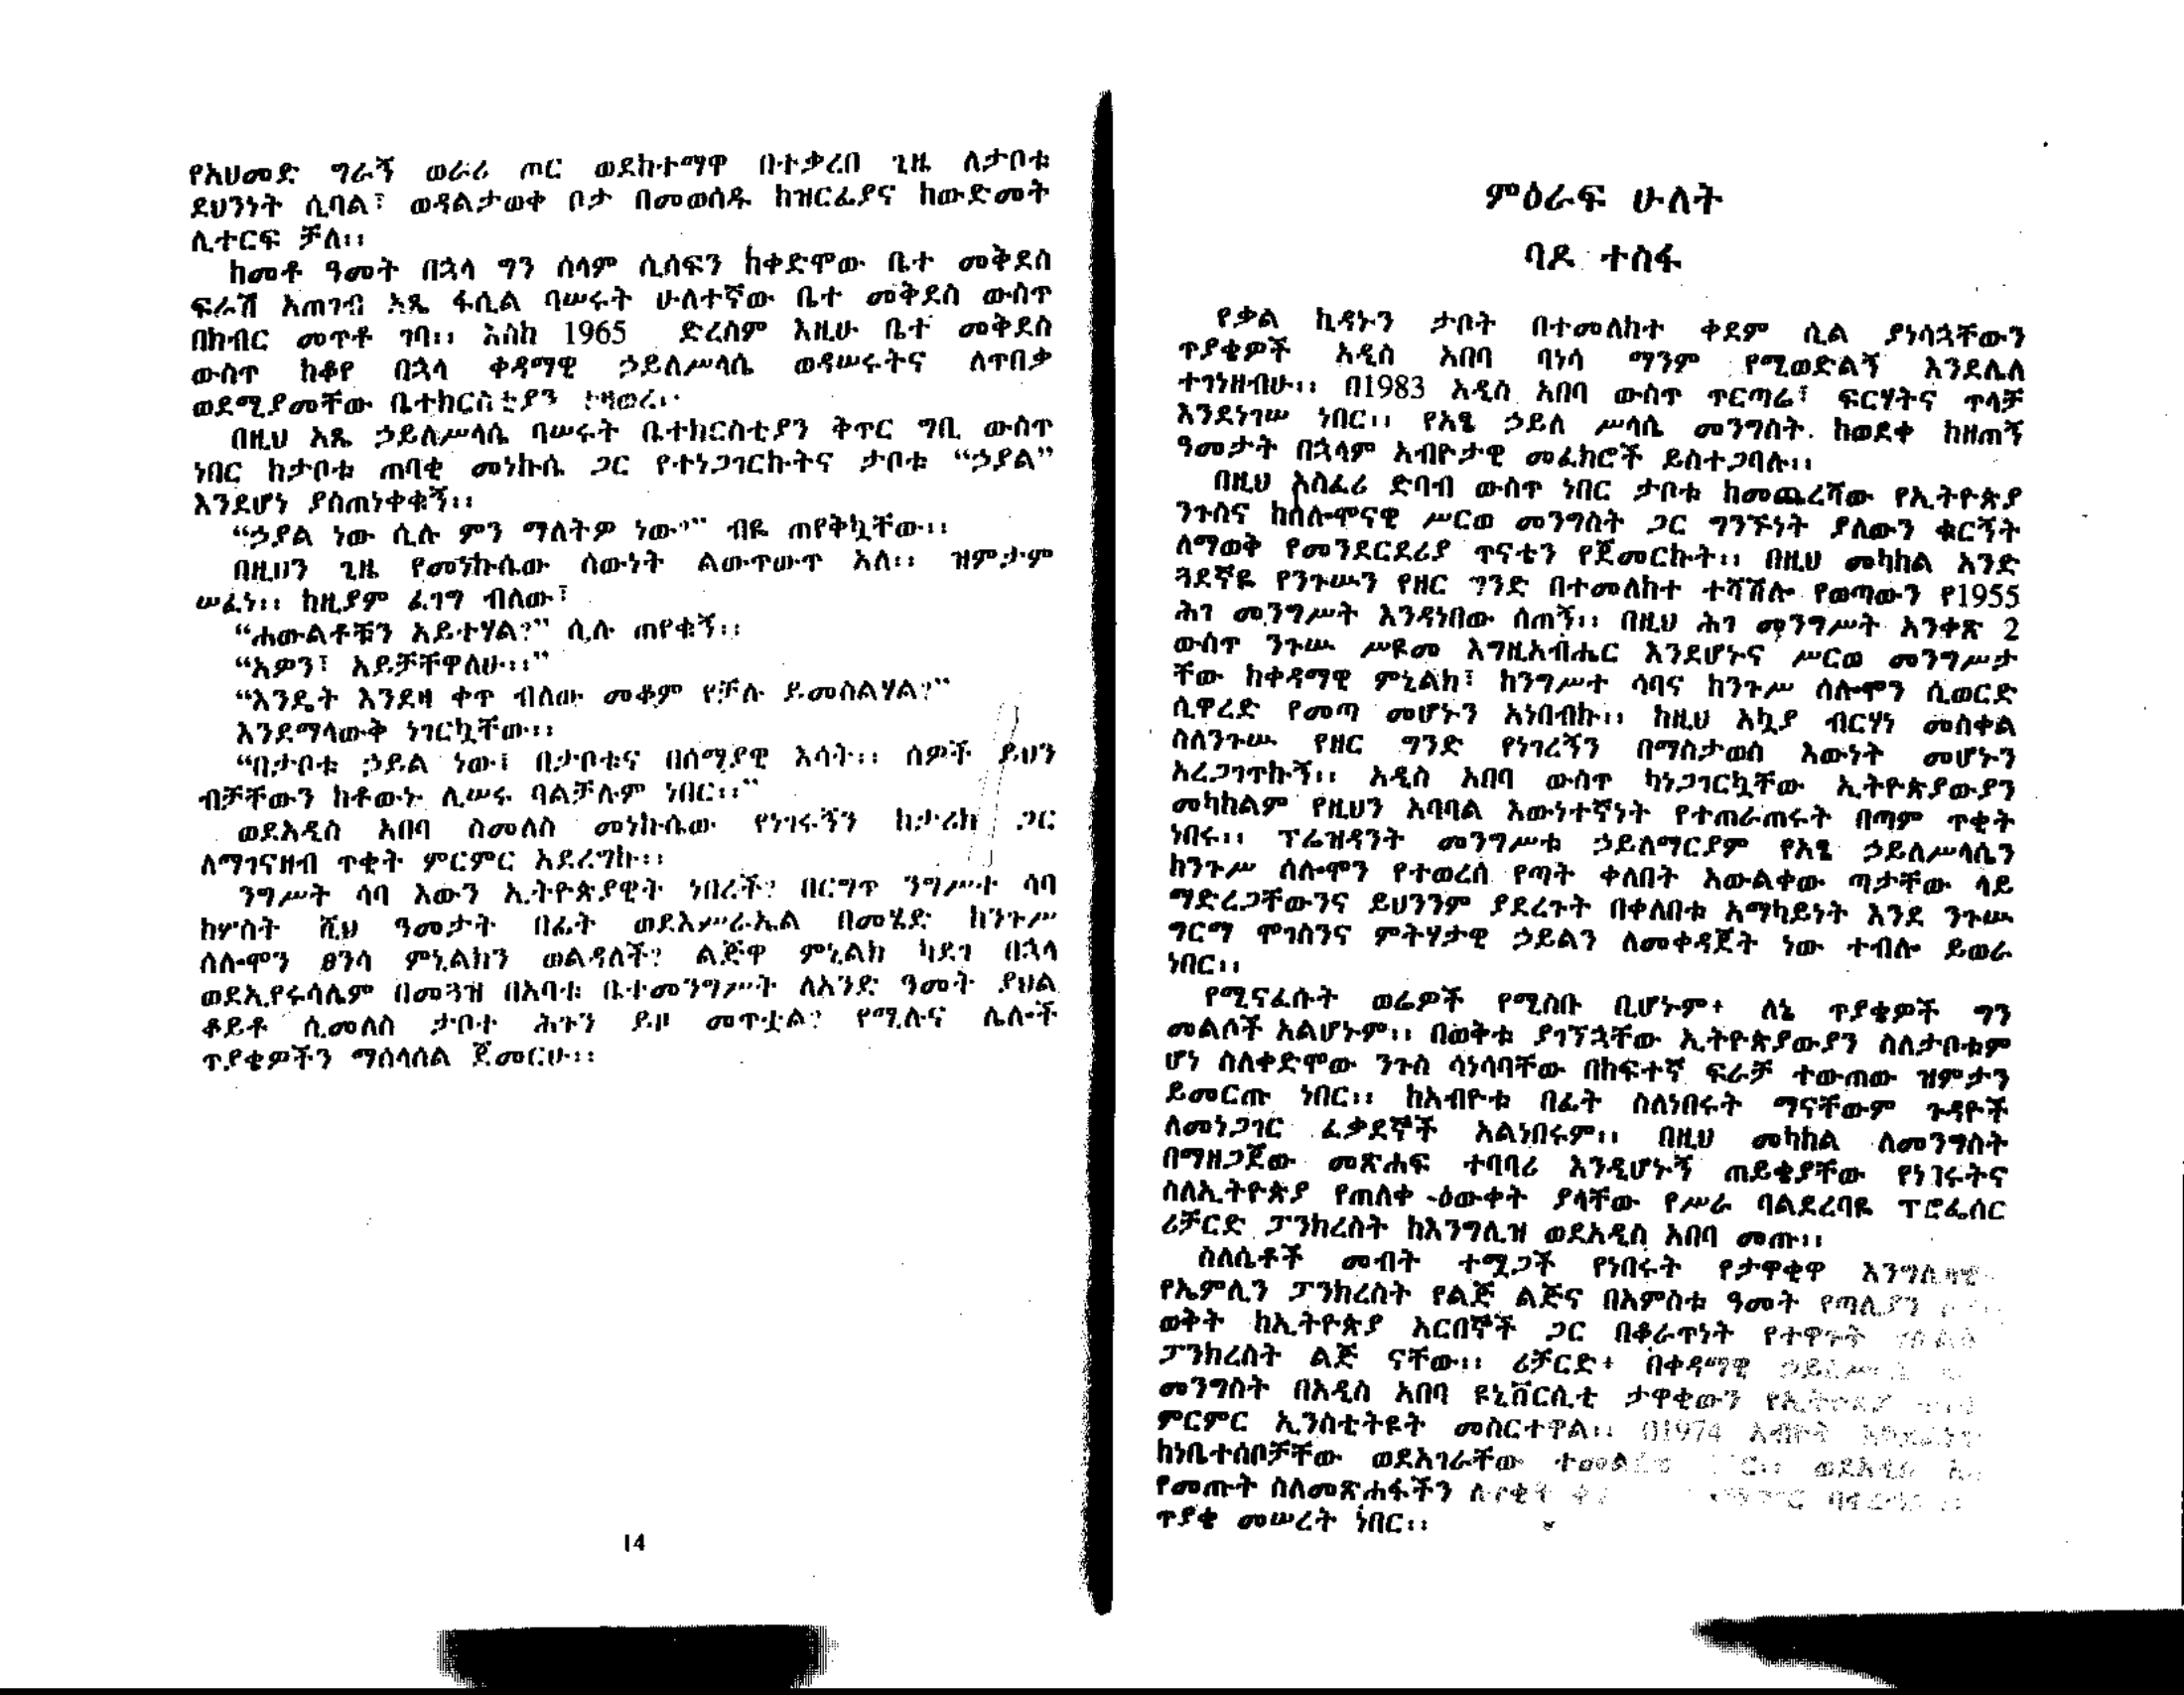 የአህመድ ግራኝ ወራሪ ጦር ወደከተማዋ በተቃረበ ጊዜ ለታቦቱ
ደህንነት ሲባል፣ ወዳልታወቀ ቦታ በመወሰዱ ከዝርፊያና ከውድመት
ሊተርፍ ቻለ።
ከመቶ ዓመት በኋላ ግን ሰላም ሲሰፍን ከቀድሞው ቤተ መቅደስ
ፍራሽ አጠገብ አጼ ፋሲል ባሠሩት ሁለተኛው ቤተ መቅደስ ውስጥ
በክብር መጥቶ ገባ። እስከ 1965 ድረስም እዚሁ ቤተ መቅደስ
ውስጥ ከቆየ በኋላ ቀዳማዊ ኃይለሥላሴ ወዳሠሩትና ለጥበቃ
ወደሚያመቸው ቤተክርስቲያን ተዛወረ።
በዚህ አጼ ኃይለሥላሴ ባሠሩት ቤተክርስቲያን ቅጥር ግቢ ውስጥ
ነበር ከታቦቱ ጠባቂ መነኩሴ ጋር የተነጋገርኩትና ታቦቱ “ኃያል”
እንደሆነ ያስጠነቀቁኝ።
“ኃያል ነው ሲሉ ምን ማለትዎ ነው?” ብዬ ጠየቅኳቸው።
በዚህን ጊዜ የመነኩሴው ሰውነት ልውጥውጥ አለ። ዝምታም
ሠፈነ። ከዚያም ፈገግ ብለው፣
“ሐውልቶቹን አይተሃል?” ሲሉ ጠየቁኝ።
“አዎን፣ አይቻቸዋለሁ።”
“እንዴት እንደዛ ቀጥ ብለው መቆም የቻሉ ይመስልሃል?”
እንደማላውቅ ነገርኳቸው።
“በታቦቱ ኃይል ነው፤ በታቦቱና በሰማያዊ እሳት። ሰዎች ይህን
ብቻቸውን ከቶውኑ ሊሠሩ ባልቻሉም ነበር።”
ወደአዲስ አበባ ስመለስ መነኩሴው የነገሩኝን ከታሪክ ጋር
ለማገናዘብ ጥቂት ምርምር አደረግኩ።
ንግሥት ሳባ እውን ኢትዮጵያዊት ነበረች? በርግጥ ንግሥተ ሳባ
ከሦስት ሺህ ዓመታት በፊት ወደእሥራኤል በመሄድ ከንጉሥ
ሰሎሞን ፀንሳ ምኒልክን ወልዳለች? ልጅዋ ምኒልክ ካደገ በኋላ
ወደኢየሩሳሌም በመጓዝ በአባቱ ቤተመንግሥት ለአንድ ዓመት ያህል
ቆይቶ ሲመለስ ታቦተ ሕጉን ይዞ መጥቷል? የሚሉና ሌሎች
ጥያቄዎችን ማሰላሰል ጀመርሁ።
14
ምዕራፍ ሁለት
ባዶ ተስፋ
የቃል ኪዳኑን ታቦት በተመለከተ ቀደም ሲል ያነሳኋቸውን
ጥያቄዎች አዲስ አበባ ባነሳ ማንም የሚወድልኝ እንደሌለ
ተገነዘብሁ። በ1983 አዲስ አበባ ውስጥ ጥርጣሬ፣ ፍርሃትና ጥላቻ
እንደነገሠ ነበር። የአፄ ኃይለ ሥላሴ መንግስት ከወደቀ ከዘጠኝ
ዓመታት በኋላም አብዮታዊ መፈክሮች ይስተጋባሉ።
በዚህ አስፈሪ ድባብ ውስጥ ነበር ታቦቱ ከመጨረሻው የኢትዮጵያ
ንጉስና ከሰሎሞናዊ ሥርወ መንግስት ጋር ግንኙነት ያለውን ቁርኝት
ለማወቅ የመንደርደሪያ ጥናቴን የጀመርኩት። በዚህ መካከል አንድ
ጓደኛዬ የንጉሡን የዘር ግንድ በተመለከተ ተሻሽሎ የወጣውን የ1955
ሕገ መንግሥት እንዳነበው ሰጠኝ። በዚህ ሕገ መንግሥት አንቀጽ 2
ውስጥ ንጉሡ ሥዩመ እግዚአብሔር እንደሆኑና ሥርወ መንግሥታ
ቸው ከቀዳማዊ ምኒልክ፣ ከንግሥተ ሳባና ከንጉሥ ሰሎሞን ሲወርድ
ሲዋረድ የመጣ መሆኑን አነበብኩ። ከዚህ አኳያ ብርሃነ መስቀል
ስለንጉሡ የዘር ግንድ የነገረኝን በማስታወስ እውነት መሆኑን
አረጋገጥኩኝ። አዲስ አበባ ውስጥ ካነጋገርኳቸው ኢትዮጵያውያን
መካከልም የዚህን አባባል እውነተኛነት የተጠራጠሩት በጣም ጥቂት
ነበሩ። ፕሬዝዳንት መንግሥቱ ኃይለማርያም የአፄ ኃይለሥላሴን
ከንጉሥ ሰሎሞን የተወረሰ የጣት ቀለበት አውልቀው ጣታቸው ላይ
ማድረጋቸውንና ይህንንም ያደረጉት በቀለበቱ አማካይነት እንደ ንጉሡ
ግርማ ሞገስንና ምትሃታዊ ኃይልን ለመቀዳጀት ነው ተብሎ ይወራ
ነበር።
የሚናፈሱት ወሬዎች የሚስቡ ቢሆኑም፥ ለኔ ጥያቄዎች ግን
መልሶች አልሆኑም። በወቅቱ ያገኘኋቸው ኢትዮጵያውያን ስለታቦቱም
ሆነ ስለቀድሞው ንጉስ ሳነሳባቸው በከፍተኛ ፍራቻ ተውጠው ዝምታን
ይመርጡ ነበር። ከአብዮቱ በፊት ስለነበሩት ማናቸውም ጉዳዮች
ለመነጋገር ፈቃደኞች አልነበሩም። በዚህ መካከል ለመንግስት
በማዘጋጀው መጽሐፍ ተባባሪ እንዲሆኑኝ ጠይቄያቸው የነገሩትና
ስለኢትዮጵያ የጠለቀ ዕውቀት ያላቸው የሥራ ባልደረባዬ ፕሮፌሰር
ሪቻርድ ፓንክረስት ከእንግሊዝ ወደአዲስ አበባ መጡ።
ስለሴቶች መብት ተሟጋች የነበሩት የታዋቂዋ
የኤምሊን ፓንክረስት የልጅ ልጅና በአምስቱ ዓመት የጣሊያን
ወቅት ከኢትዮጵያ አርበኞች ጋር በቆራጥነት የተዋጉት
ፓንክረስት ልጅ ናቸው። ሪቻርድ፥ በቀዳማዊ
መንግስት በአዲስ አበባ ዩኒቨርሲቲ ታዋቂውን
ምርምር ኢንስቲትዩት መስርተዋል። በ1974
ከነቤተሰቦቻቸው ወደአገራቸው
የመጡት ስለመጽሐፋችን
ጥያቄ መሠረት ነበር።